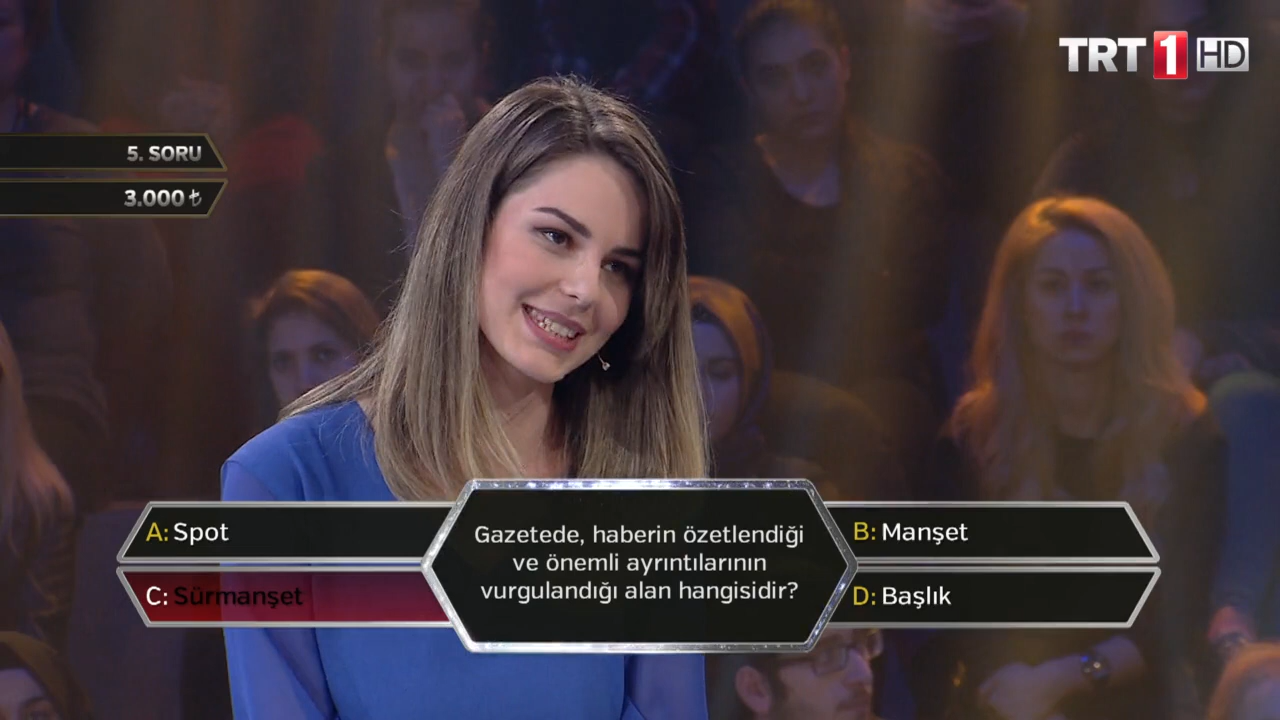 TRT 1 HD
5. SORU
3.000 ₺
Gazetede, haberin özetlendiği
ve önemli ayrıntılarının
vurgulandığı alan hangisidir?
A: Spot
B: Manşet
C: Sürmanşet
D: Başlık